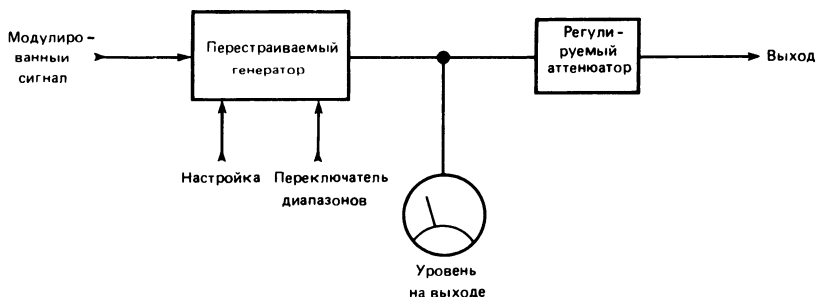 Модулиро-
ванный
сигнал
Перестраиваемый
генератор
Регули-
руемый
аттенюатор
Выход
Настройка
Переключатель
диапазонов
Уровень
на выходе